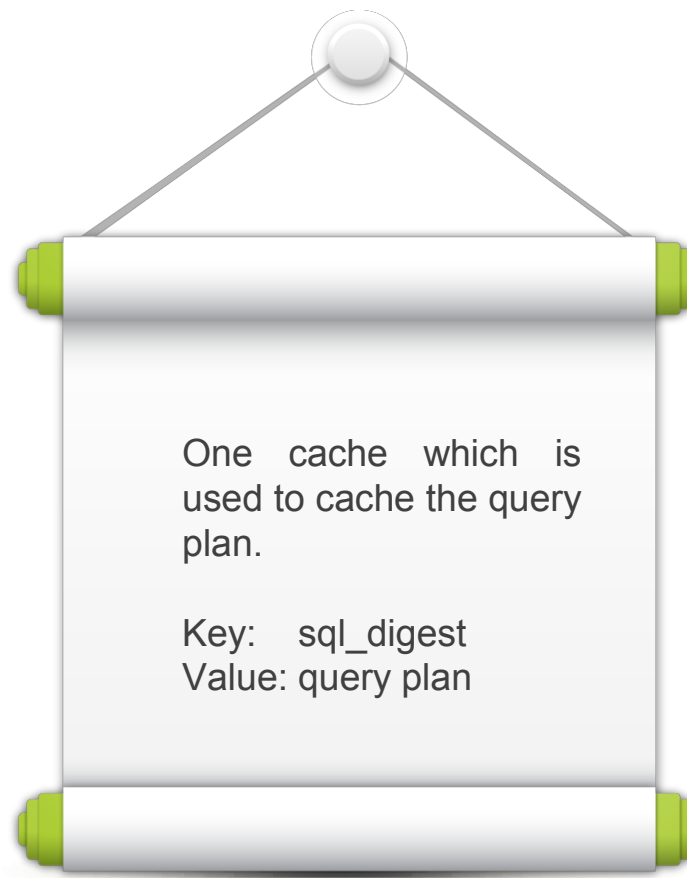 One cache which is
used to cache the query
plan.
Key: sql_digest
Value: query plan